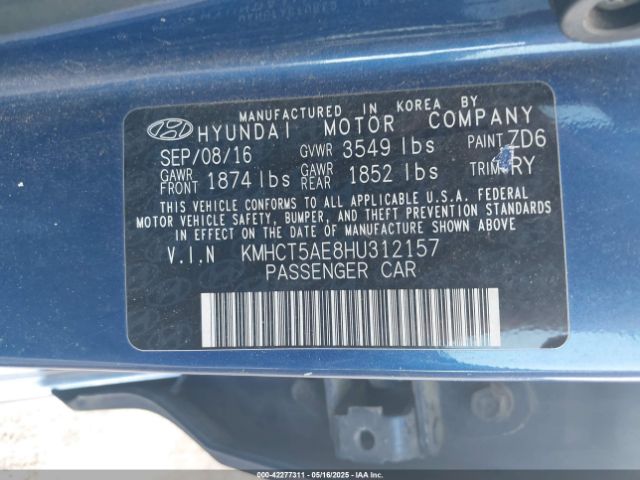 MANUFACTURED IN KOREA BY
HYUNDAI MOTOR COMPANY
SEP/08/16 GVWR 3549 lbs PAINT ZD6
GAWR FRONT 1874 lbs GAWR REAR 1852 lbs TRIM RY
THIS VEHICLE CONFORMS TO ALL APPLICABLE U.S.A. FEDERAL
MOTOR VEHICLE SAFETY, BUMPER, AND THEFT PREVENTION STANDARDS
IN EFFECT ON THE DATE OF MANUFACTURE SHOWN ABOVE
V.I.N KMHCT5AE8HU312157
PASSENGER CAR
000 - 42277311 - 05/16/2025 - IAA Inc.